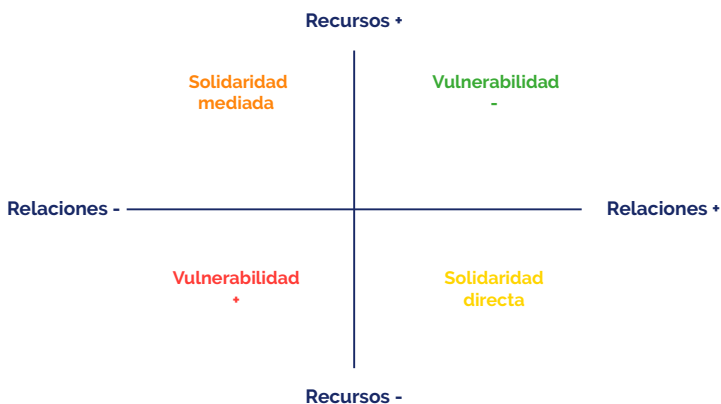 Recursos +
Solidaridad
mediada
Vulnerabilidad
-
Relaciones -
Relaciones +
Vulnerabilidad
+
Solidaridad
directa
Recursos -